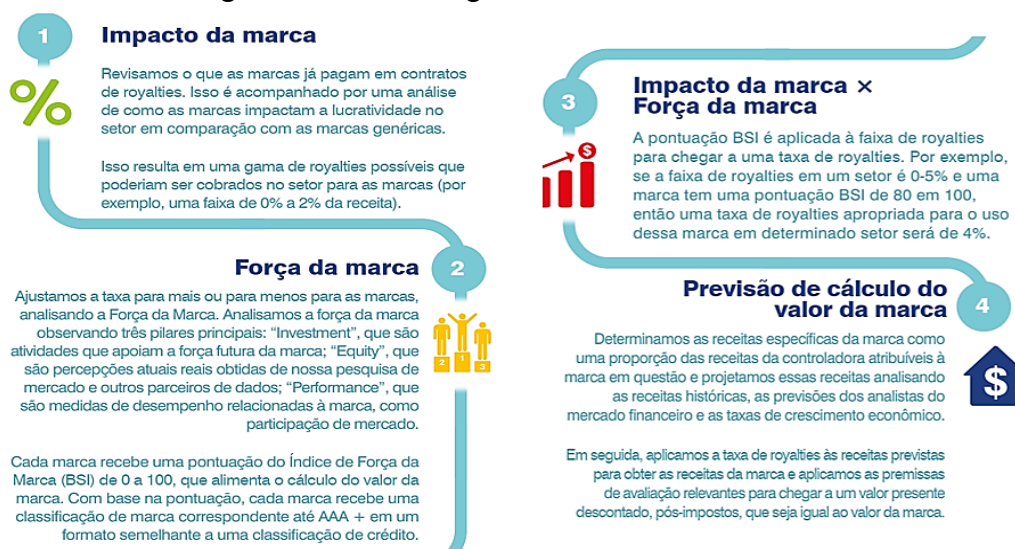 1
Impacto da marca
%
Revisamos o que as marcas já pagam em contratos
de royalties. Isso é acompanhado por uma análise
de como as marcas impactam a lucratividade no
setor em comparação com as marcas genéricas.
Isso resulta em uma gama de royalties possíveis que
poderiam ser cobrados no setor para as marcas (por
exemplo, uma faixa de 0% a 2% da receita).
Força da marca
2
Ajustamos a taxa para mais ou para menos para as marcas,
analisando a Força da Marca. Analisamos a força da marca
observando três pilares principais: “Investment”, que são
atividades que apoiam a força futura da marca; “Equity”, que
são percepções atuais reais obtidas de nossa pesquisa de
mercado e outros parceiros de dados; “Performance”, que
são medidas de desempenho relacionadas à marca, como
participação de mercado.
2 1 3
Cada marca recebe uma pontuação do Índice de Força da
Marca (BSI) de 0 a 100, que alimenta o cálculo do valor da
marca. Com base na pontuação, cada marca recebe uma
classificação de marca correspondente até AAA + em um
formato semelhante a uma classificação de crédito.
3
Impacto da marca ×
Força da marca
$
A pontuação BSI é aplicada à faixa de royalties
para chegar a uma taxa de royalties. Por exemplo,
se a faixa de royalties em um setor é 0-5% e uma
marca tem uma pontuação BSI de 80 em 100,
então uma taxa de royalties apropriada para o uso
dessa marca em determinado setor será de 4%.
Previsão de cálculo do
valor da marca
4
Determinamos as receitas específicas da marca como
uma proporção das receitas da controladora atribuíveis à
marca em questão e projetamos essas receitas analisando
as receitas históricas, as previsões dos analistas do
mercado financeiro e as taxas de crescimento econômico.
$
Em seguida, aplicamos a taxa de royalties às receitas previstas
para obter as receitas da marca e aplicamos as premissas
de avaliação relevantes para chegar a um valor presente
descontado, pós-impostos, que seja igual ao valor da marca.